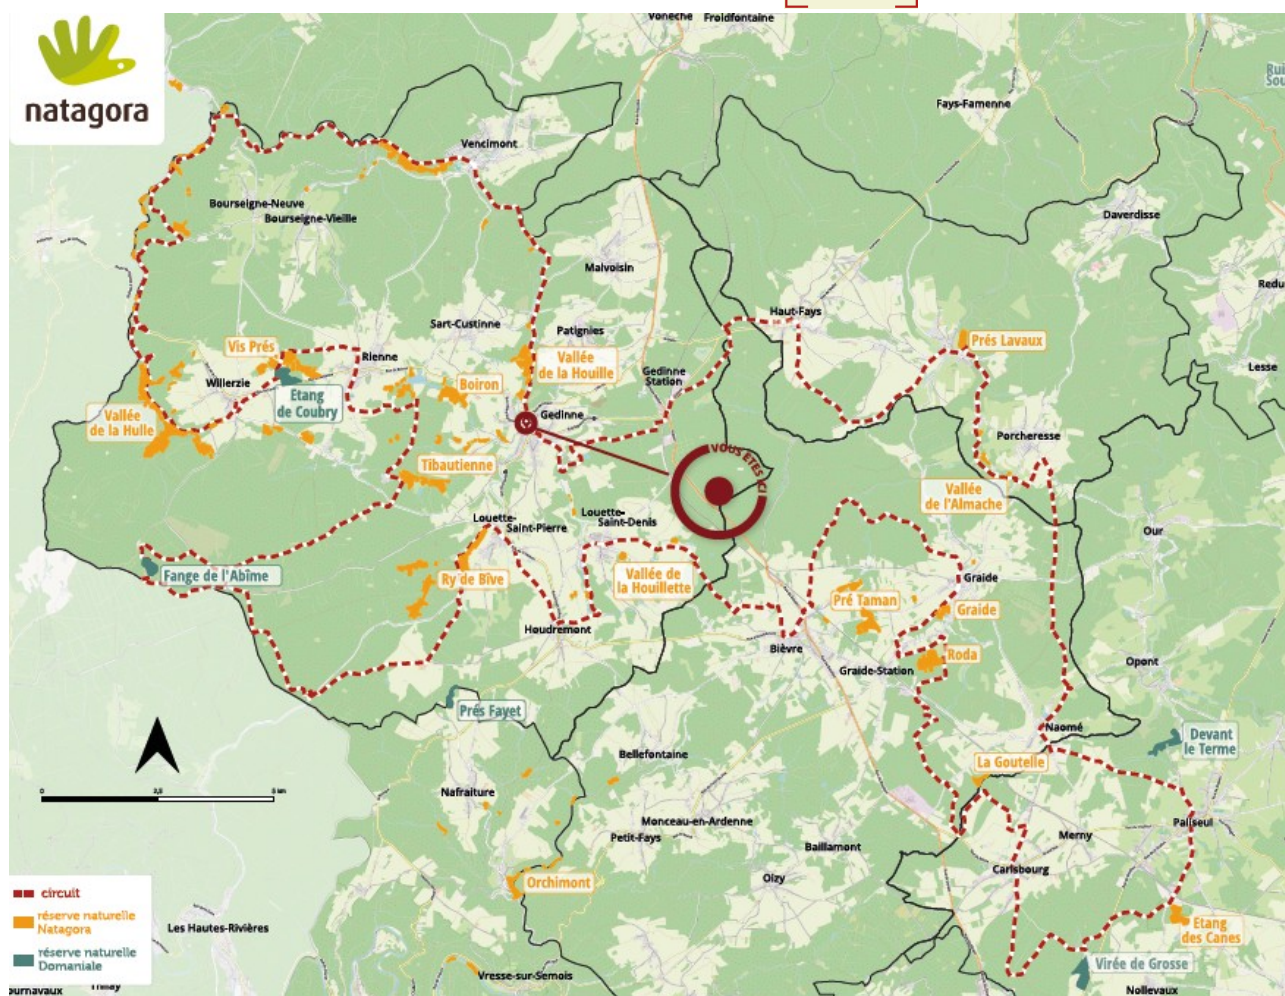 Vonêche
Froidfontaine
natagora
Fays-Famenne
Vencimont
Bourseigne-Neuve
Bourseigne-Vieille
Daverdisse
Malvoisin
Redu
Haut-Fays
Sart-Custinne
Patignies
Prés Lavaux
Vis Prés
Rienne
Vallée
de la Houille
Gedinne
Station
Lesse
Willerzie
Boiron
Etang
de Coubry
Vallée
de la Hulle
Gedinne
Porcheresse
VOUS ETES ICI
Tibautienne
Vallée
de l'Almache
Louette-
Saint-Pierre
Louette-
Saint-Denis
Our
Fange de l'Abîme
Ry de Bîve
Vallée de
la Houillette
Graide
Pré Taman
Graide
Houdremont
Bièvre
Roda
Graide-Station
Opont
Prés Fayet
Naomé
Devant
le Terme
Bellefontaine
La Goutelle
Nafraiture
Monceau-en-Ardenne
Petit-Fays
Merny
Paliseul
Baillamont
Carlsbourg
Oizy
Orchimont
circuit
réserve naturelle
Natagora
réserve naturelle
Domaniale
Les Hautes-Rivières
Etang
des Canes
Virée de Grosse
Vresse-sur-Semois
Nollevaux